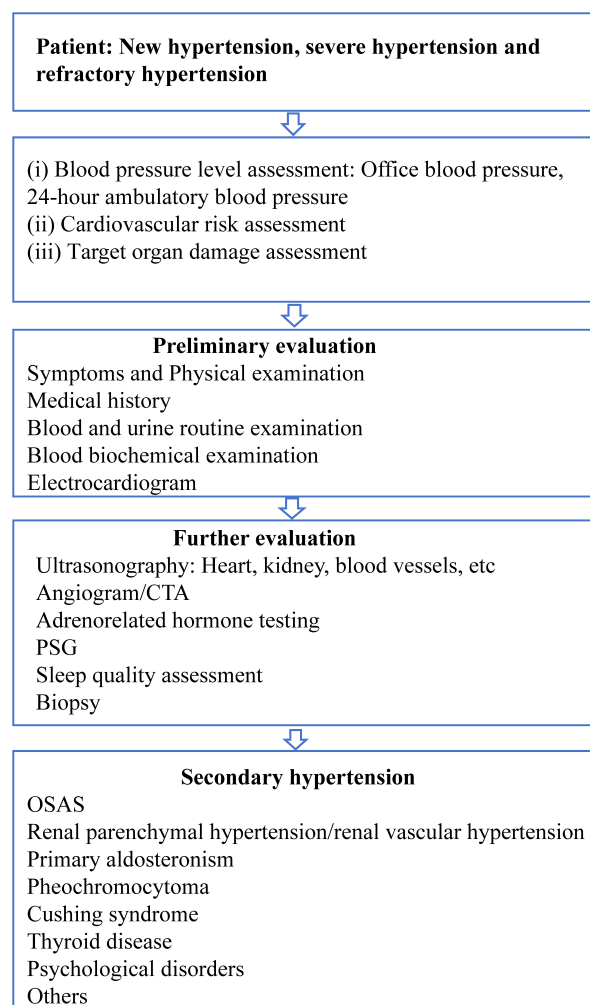 Patient: New hypertension, severe hypertension and
refractory hypertension
(i) Blood pressure level assessment: Office blood pressure,
24-hour ambulatory blood pressure
(ii) Cardiovascular risk assessment
(iii) Target organ damage assessment
Preliminary evaluation
Symptoms and Physical examination
Medical history
Blood and urine routine examination
Blood biochemical examination
Electrocardiogram
Further evaluation
Ultrasonography: Heart, kidney, blood vessels, etc
Angiogram/CTA
Adrenorelated hormone testing
PSG
Sleep quality assessment
Biopsy
Secondary hypertension
OSAS
Renal parenchymal hypertension/renal vascular hypertension
Primary aldosteronism
Pheochromocytoma
Cushing syndrome
Thyroid disease
Psychological disorders
Others